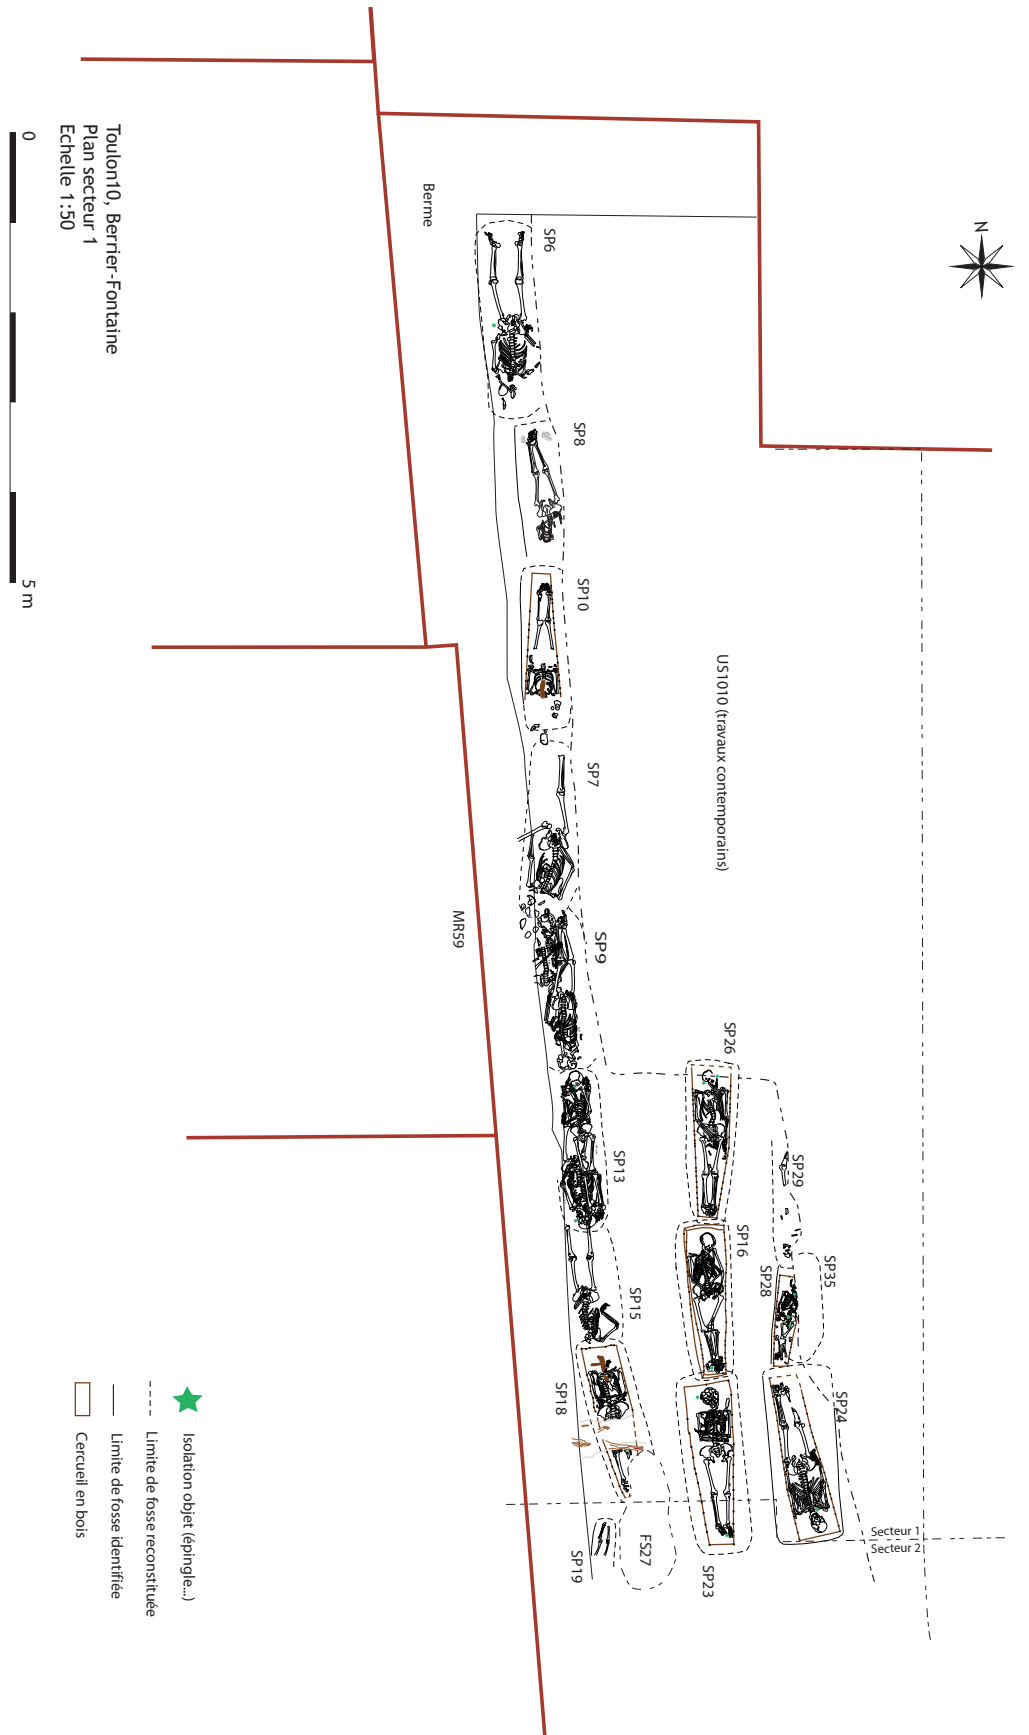 N
Toulon10, Berrier-Fontaine
Plan secteur 1
Echelle 1:50
0
5 m
Berme
SP6
SP8
SP10
US1010 (travaux contemporains)
SP7
MR59
SP9
SP26
SP13
SP29
SP16
SP35
SP28
SP15
SP18
SP24
Secteur 1
Secteur 2
FS27
SP19
SP23
Isolation objet (épingle...)
Limite de fosse reconstituée
Limite de fosse identifiée
Cercueil en bois